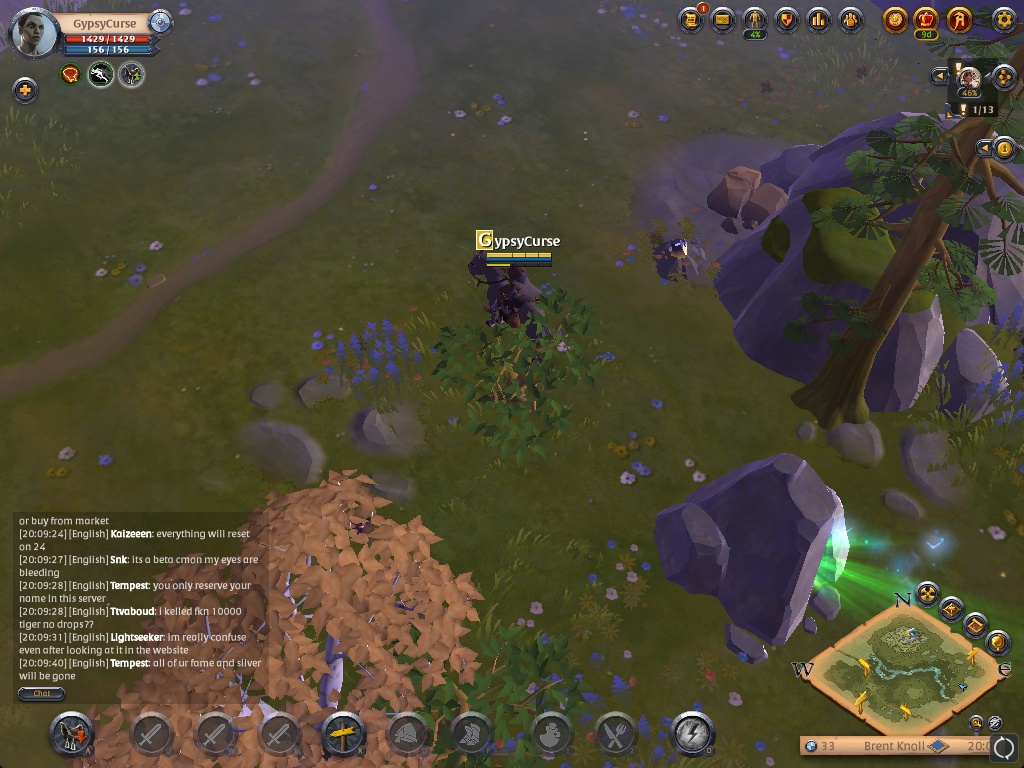 GypsyCurse
1429 / 1429
156 / 156
1
4%
9d
46%
1/13
1
GypsyCurse
or buy from market
[20:09:24] [English] Kaizeeen: everything will reset
on 24
[20:09:27] [English] Snk: its a beta cmon my eyes are
bleeding
[20:09:28] [English] Tempest: you only reserve your
name in this server
[20:09:28] [English] Ttvaboud: i kelled fkn 10000
tiger no drops??
[20:09:31] [English] Lightseeker: Im really confuse
even after looking at it in the website
[20:09:40] [English] Tempest: all of ur fame and silver
will be gone
Chat
N
W
E
A
R
33
Brent Knoll